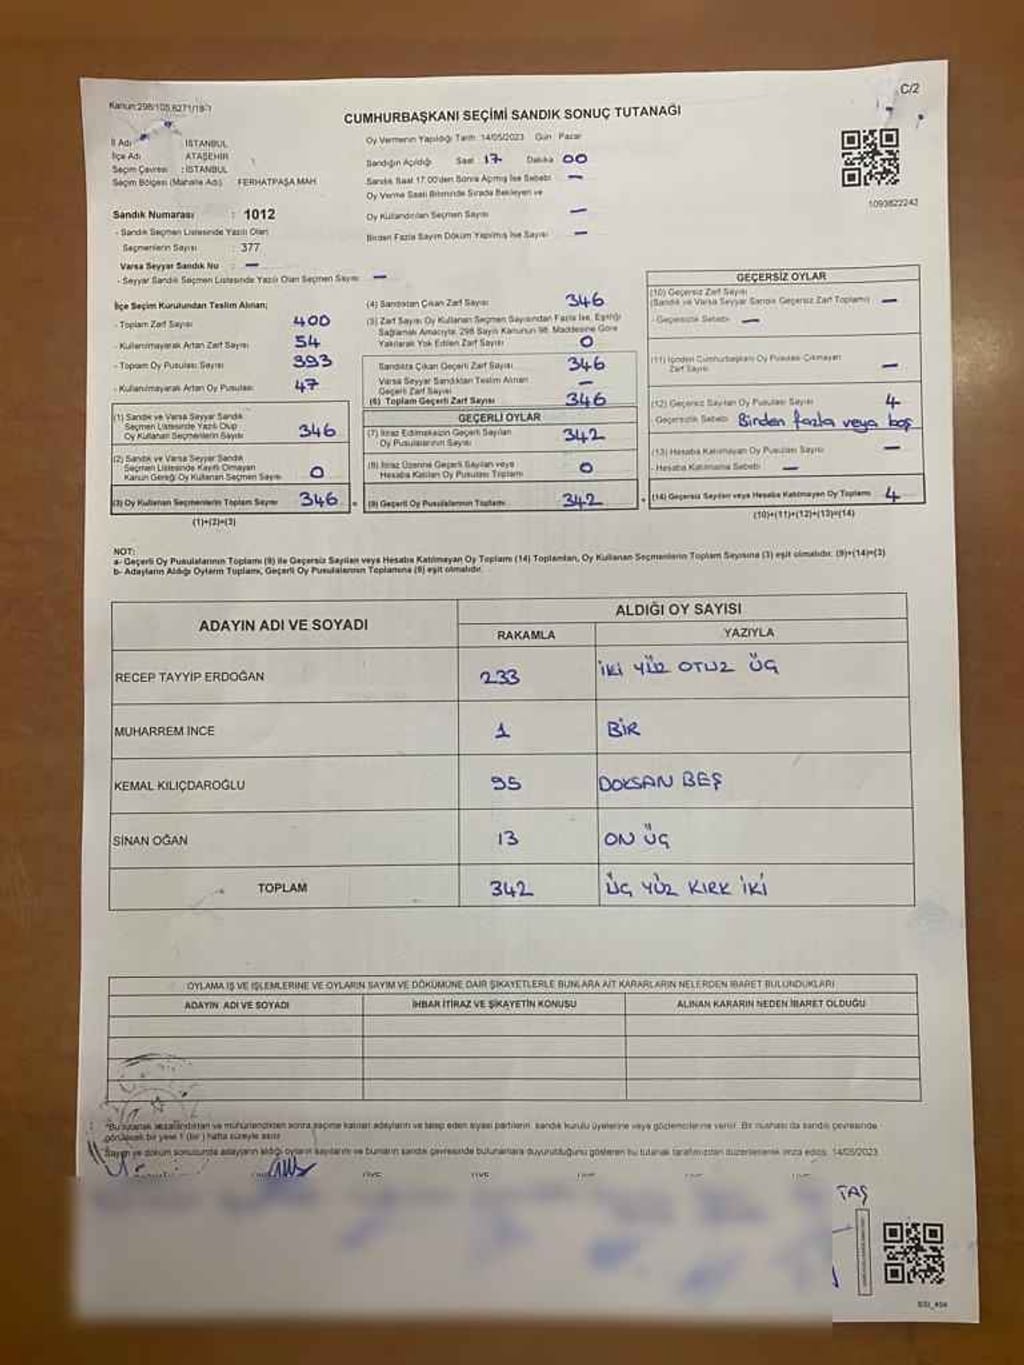 C/2
Kanun:298/105,6271/19-1
CUMHURBAŞKANI SEÇİMİ SANDIK SONUÇ TUTANAĞI
İl Adı : İSTANBUL
İlçe Adı : ATAŞEHİR
Seçim Çevresi : İSTANBUL
Seçim Bölgesi (Mahalle Adı) FERHATPAŞA MAH.
Oy Vermenin Yapıldığı Tarih: 14/05/2023 Gün : Pazar
Sandığın Açıldığı Saat 17 Dakika 00
Sandık Saat 17.00'den Sonra Açılmış İse Sebebi —
Oy Verme Saati Bitiminde Sırada Bekleyen ve
Oy Kullandırılan Seçmen Sayısı —
Birden Fazla Sayım Döküm Yapılmış İse Sayısı —
1093822242
Sandık Numarası : 1012
- Sandık Seçmen Listesinde Yazılı Olan
Seçmenlerin Sayısı : 377
Varsa Seyyar Sandık No : —
- Seyyar Sandık Seçmen Listesinde Yazılı Olan Seçmen Sayısı —
İlçe Seçim Kurulundan Teslim Alınan;
- Toplam Zarf Sayısı 400
- Kullanılmayarak Artan Zarf Sayısı 54
- Toplam Oy Pusulası Sayısı 393
- Kullanılmayarak Artan Oy Pusulası 47
(1) Sandık ve Varsa Seyyar Sandık
Seçmen Listesinde Yazılı Olup
Oy Kullanan Seçmenlerin Sayısı 346
(2) Sandık ve Varsa Seyyar Sandık
Seçmen Listesinde Kayıtlı Olmayan
Kanun Gereği Oy Kullanan Seçmen Sayısı 0
(3) Oy Kullanan Seçmenlerin Toplam Sayısı 346
(1)+(2)=(3)
(4) Sandıktan Çıkan Zarf Sayısı 346
(5) Zarf Sayısı Oy Kullanan Seçmen Sayısından Fazla İse, Eşitliği
Sağlamak Amacıyla, 298 Sayılı Kanunun 98. Maddesine Göre
Yakılarak Yok Edilen Zarf Sayısı 0
Sandıkta Çıkan Geçerli Zarf Sayısı 346
Varsa Seyyar Sandıktan Teslim Alınan
Geçerli Zarf Sayısı —
(6) Toplam Geçerli Zarf Sayısı 346
GEÇERLİ OYLAR
(7) İtiraz Edilmeksizin Geçerli Sayılan
Oy Pusulalarının Sayısı 342
(8) İtiraz Üzerine Geçerli Sayılan veya
Hesaba Katılan Oy Pusulası Toplamı 0
(9) Geçerli Oy Pusulalarının Toplamı 342
GEÇERSİZ OYLAR
(10) Geçersiz Zarf Sayısı
(Sandık ve Varsa Seyyar Sandık Geçersiz Zarf Toplamı) —
- Geçersizlik Sebebi —
(11) İçinden Cumhurbaşkanı Oy Pusulası Çıkmayan
Zarf Sayısı —
(12) Geçersiz Sayılan Oy Pusulası Sayısı 4
- Geçersizlik Sebebi Birden fazla veya boş
(13) Hesaba Katılmayan Oy Pusulası Sayısı —
- Hesaba Katılmama Sebebi —
(14) Geçersiz Sayılan veya Hesaba Katılmayan Oy Toplamı 4
(10)+(11)+(12)+(13)=(14)
NOT:
a- Geçerli Oy Pusulalarının Toplamı (9) ile Geçersiz Sayılan veya Hesaba Katılmayan Oy Toplamı (14) Toplamları, Oy Kullanan Seçmenlerin Toplam Sayısına (3) eşit olmalıdır. (9)+(14)=(3)
b- Adayların Aldığı Oyların Toplamı, Geçerli Oy Pusulalarının Toplamına (9) eşit olmalıdır.
ADAYIN ADI VE SOYADI
ALDIĞI OY SAYISI
RAKAMLA YAZIYLA
RECEP TAYYİP ERDOĞAN 233 İKİ YÜZ OTUZ ÜÇ
MUHARREM İNCE 1 BİR
KEMAL KILIÇDAROĞLU 95 DOKSAN BEŞ
SİNAN OĞAN 13 ON ÜÇ
TOPLAM 342 ÜÇ YÜZ KIRK İKİ
OYLAMA İŞ VE İŞLEMLERİNE VE OYLARIN SAYIM VE DÖKÜMÜNE DAİR ŞİKAYETLERLE BUNLARA AİT KARARLARIN NELERDEN İBARET BULUNDUKLARI
ADAYIN ADI VE SOYADI İHBAR İTİRAZ VE ŞİKAYETİN KONUSU ALINAN KARARIN NEDEN İBARET OLDUĞU
*Bu tutanak imzalandıktan ve mühürlendikten sonra seçime katılan adayların ve talep eden siyasi partilerin, sandık kurulu üyelerine veya gözlemcilerine verilir. Bir nüshası da sandık çevresinde
görülecek bir yere 1 (bir) hafta süreyle asılır.
Sayım ve döküm sonucunda adayların aldığı oyların sayılarını ve bunların sandık çevresinde bulunanlara duyurulduğunu gösteren bu tutanak tarafımızdan düzenlenerek imza edildi. 14/05/2023
TAŞ